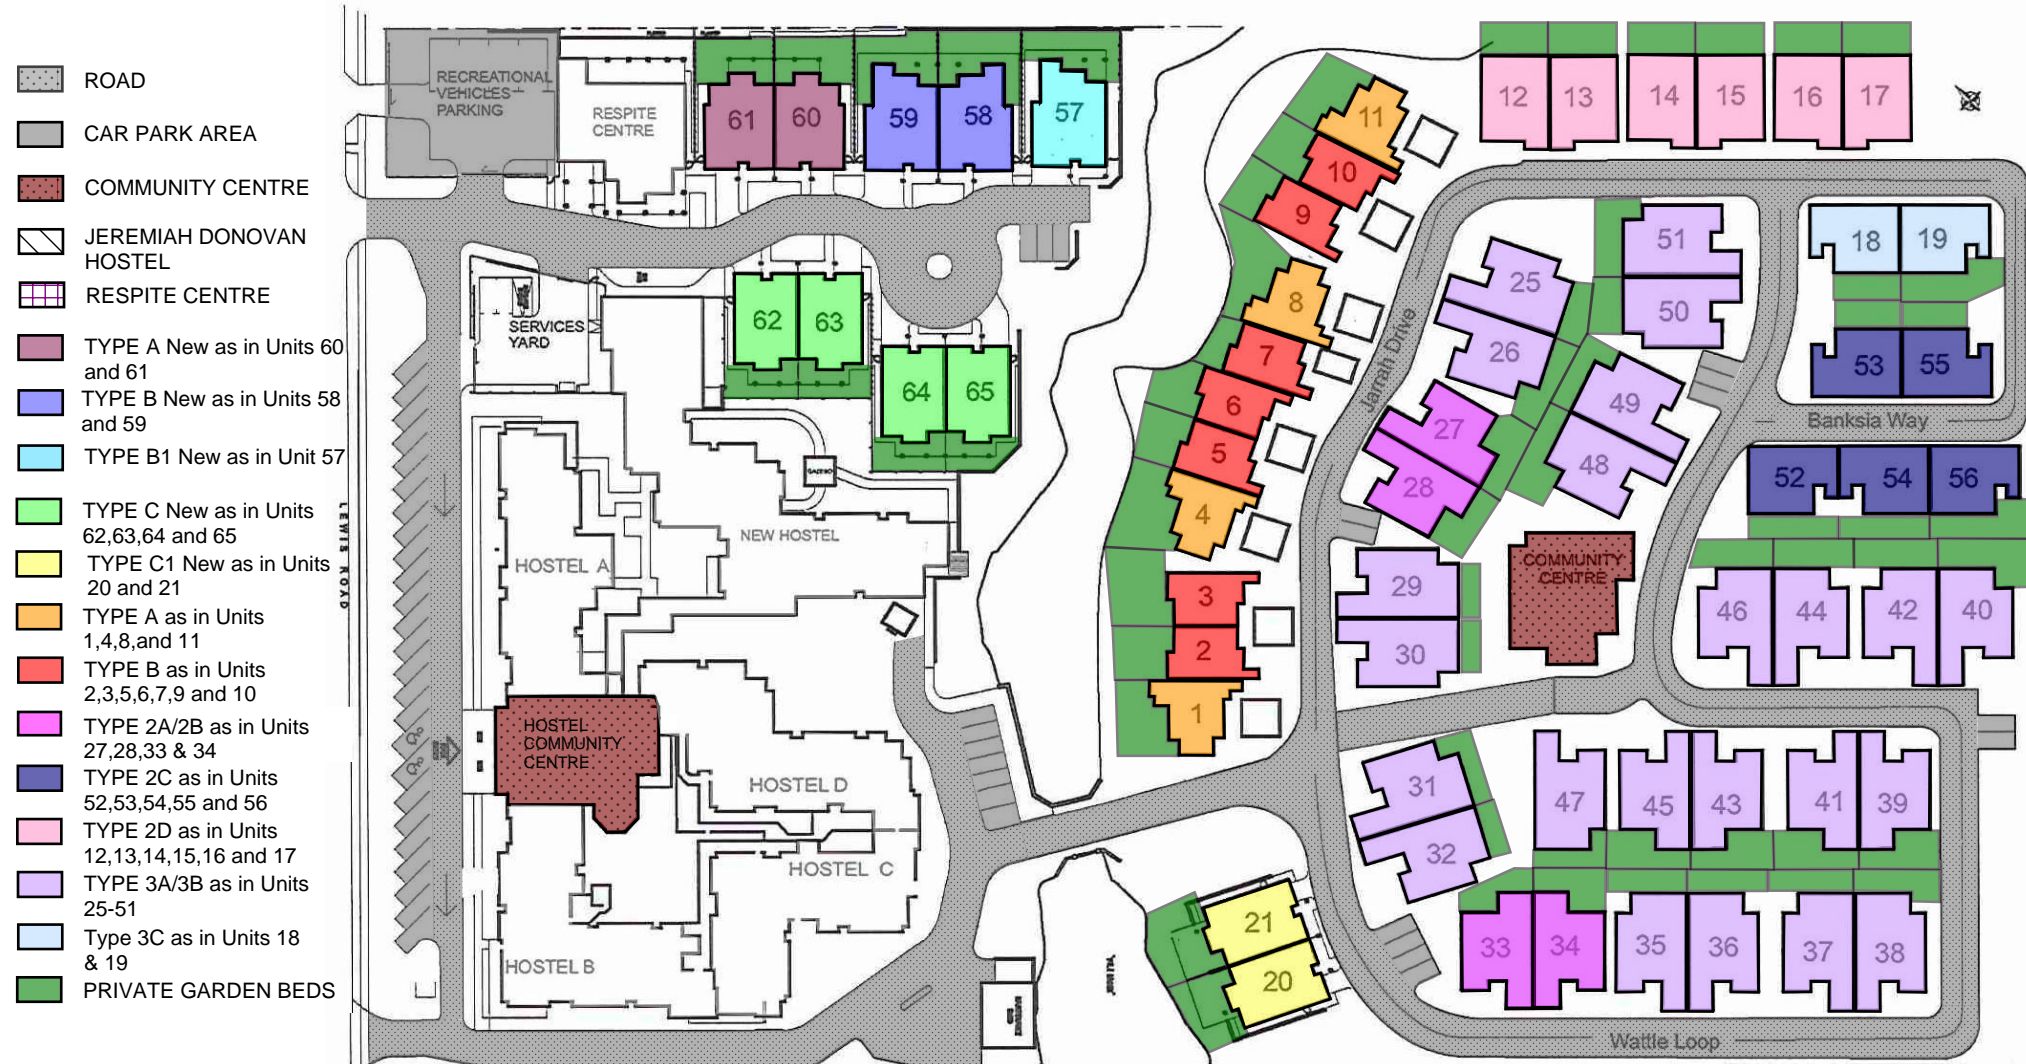 ROAD
CAR PARK AREA
COMMUNITY CENTRE
JEREMIAH DONOVAN
HOSTEL
RESPITE CENTRE
TYPE A New as in Units 60
and 61
TYPE B New as in Units 58
and 59
TYPE B1 New as in Unit 57
TYPE C New as in Units
62,63,64 and 65
TYPE C1 New as in Units
20 and 21
TYPE A as in Units
1,4,8,and 11
TYPE B as in Units
2,3,5,6,7,9 and 10
TYPE 2A/2B as in Units
27,28,33 & 34
TYPE 2C as in Units
52,53,54,55 and 56
TYPE 2D as in Units
12,13,14,15,16 and 17
TYPE 3A/3B as in Units
25-51
Type 3C as in Units 18
& 19
PRIVATE GARDEN BEDS
LEWIS ROAD
RECREATIONAL
VEHICLES
PARKING
RESPITE
CENTRE
61
60
59
58
57
62
63
64
65
SERVICES
YARD
NEW HOSTEL
HOSTEL A
HOSTEL
COMMUNITY
CENTRE
HOSTEL D
HOSTEL C
HOSTEL B
11
10
9
8
7
6
5
4
3
2
1
21
20
12
13
14
15
16
17
Jarrah Drive
18
19
53
55
Banksia Way
52
54
56
51
50
25
26
27
28
49
48
29
30
COMMUNITY
CENTRE
46
44
42
40
31
32
47
45
43
41
39
33
34
35
36
37
38
Wattle Loop